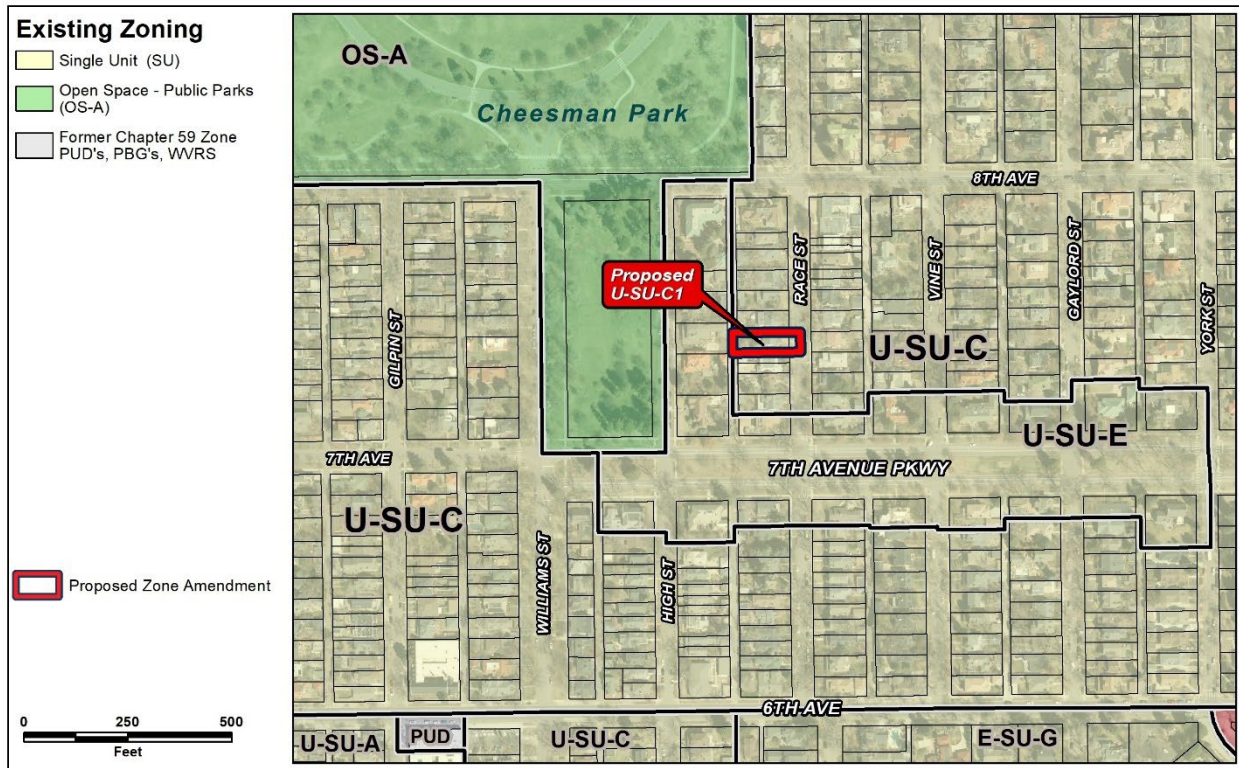 Existing Zoning
Single Unit (SU)
Open Space - Public Parks
(OS-A)
Former Chapter 59 Zone
PUD's, PBG's, WVRS
Proposed Zone Amendment
0 250 500
Feet
OS-A
Cheesman Park
8TH AVE
Proposed
U-SU-C1
RACE ST
VINE ST
GAYLORD ST
YORK ST
GILPIN ST
U-SU-C
U-SU-E
7TH AVE
7TH AVENUE PKWY
U-SU-C
WILLIAMS ST
HIGH ST
6TH AVE
U-SU-A
PUD
U-SU-C
E-SU-G